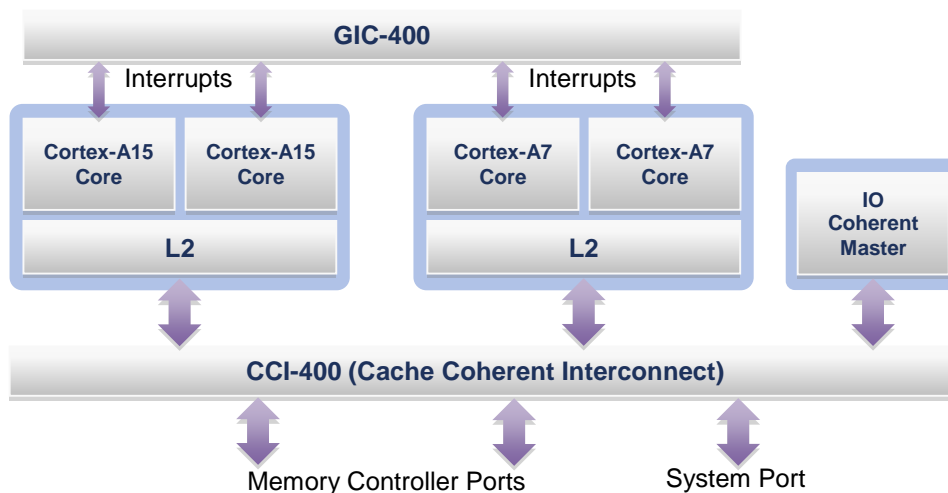 GIC-400
Interrupts
Interrupts
Cortex-A15
Core
Cortex-A15
Core
Cortex-A7
Core
Cortex-A7
Core
L2
L2
IO
Coherent
Master
CCI-400 (Cache Coherent Interconnect)
Memory Controller Ports
System Port